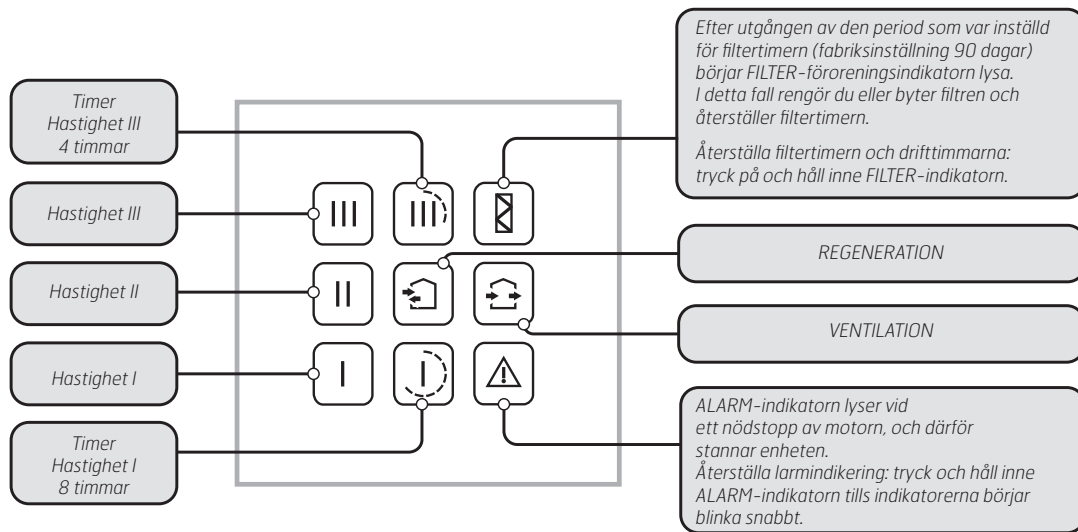 Timer
Hastighet III
4 timmar
Hastighet III
Hastighet II
Hastighet I
Timer
Hastighet I
8 timmar
III
III
II
I
I
Efter utgången av den period som var inställd
för filtertimern (fabriksinställning 90 dagar)
börjar FILTER-föroreningsindikatorn lysa.
I detta fall rengör du eller byter filtren och
återställer filtertimern.
Återställa filtertimern och drifttimmarna:
tryck på och håll inne FILTER-indikatorn.
REGENERATION
VENTILATION
ALARM-indikatorn lyser vid
ett nödstopp av motorn, och därför
stannar enheten.
Återställa larmindikering: tryck och håll inne
ALARM-indikatorn tills indikatorerna börjar
blinka snabbt.